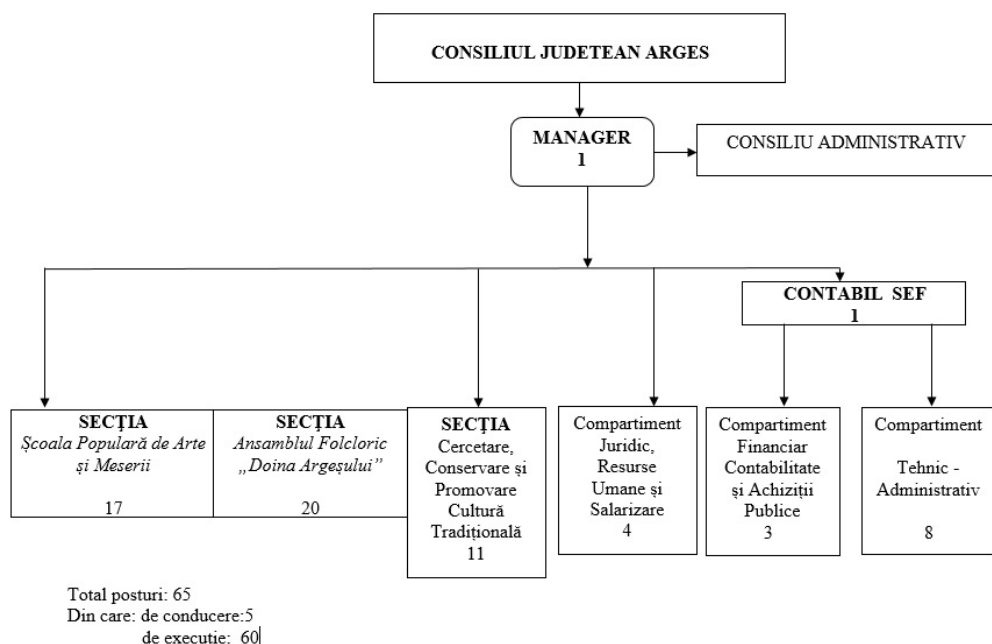 CONSILIUL JUDETEAN ARGES
MANAGER
1
CONSILIU ADMINISTRATIV
CONTABIL SEF
1
SECŢIA
Școala Populară de Arte
și Meserii
17
SECŢIA
Ansamblul Folcloric
„Doina Argeșului”
20
SECŢIA
Cercetare,
Conservare și
Promovare
Cultură
Tradițională
11
Compartiment
Juridic,
Resurse
Umane și
Salarizare
4
Compartiment
Financiar
Contabilitate
și Achiziții
Publice
3
Compartiment
Tehnic -
Administrativ
8
Total posturi: 65
Din care: de conducere:5
de execuție: 60